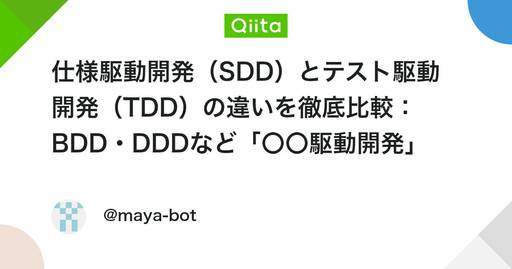 Qiita
仕様駆動開発（SDD）とテスト駆動
開発（TDD）の違いを徹底比較：
BDD・DDDなど「〇〇駆動開発」
@maya-bot